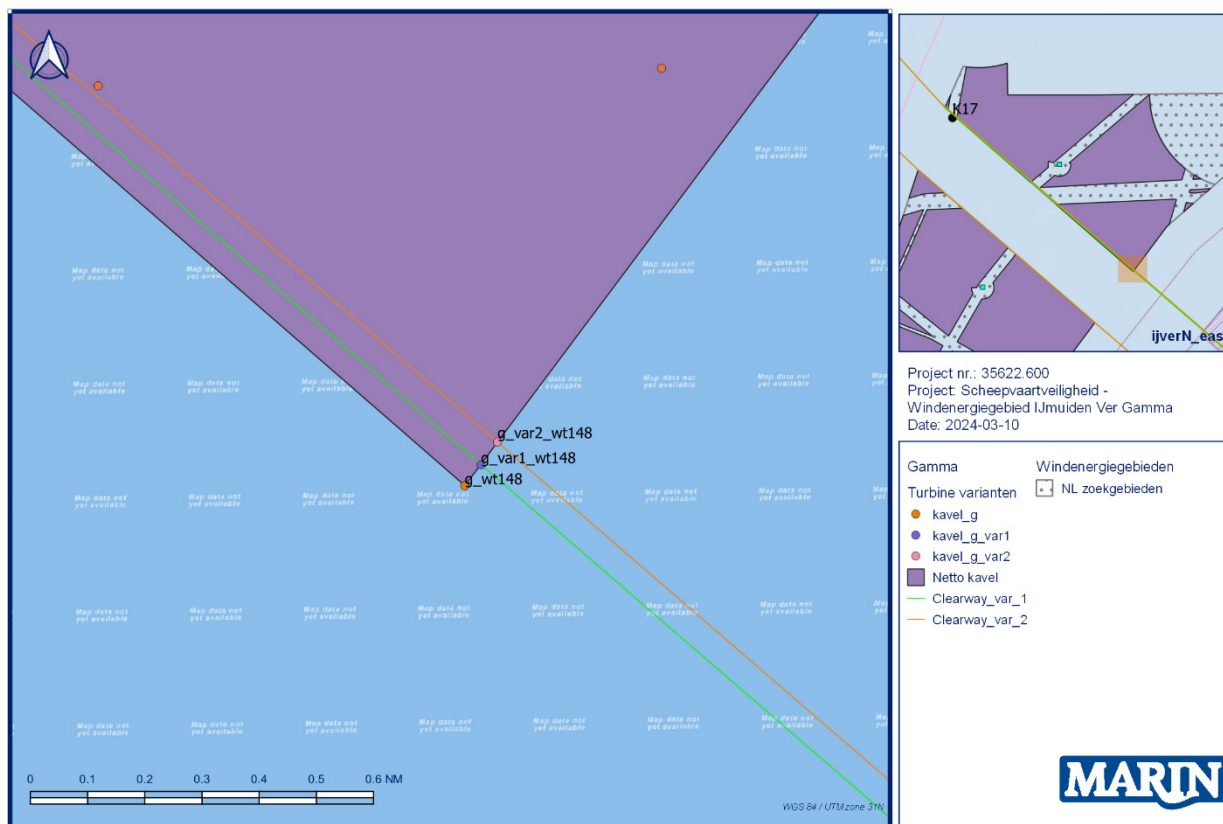 g_var2_wt148
g_var1_wt148
g_wt148
Map data not
yet available
0 0.1 0.2 0.3 0.4 0.5 0.6 NM
WGS 84 / UTM zone 31N
K17
ijverN_eas
Project nr.: 35622.600
Project: Scheepvaartveiligheid -
Windenergiegebied IJmuiden Ver Gamma
Date: 2024-03-10
Gamma
Turbine varianten
kavel_g
kavel_g_var1
kavel_g_var2
Netto kavel
Clearway_var_1
Clearway_var_2
Windenergiegebieden
NL zoekgebieden
MARIN